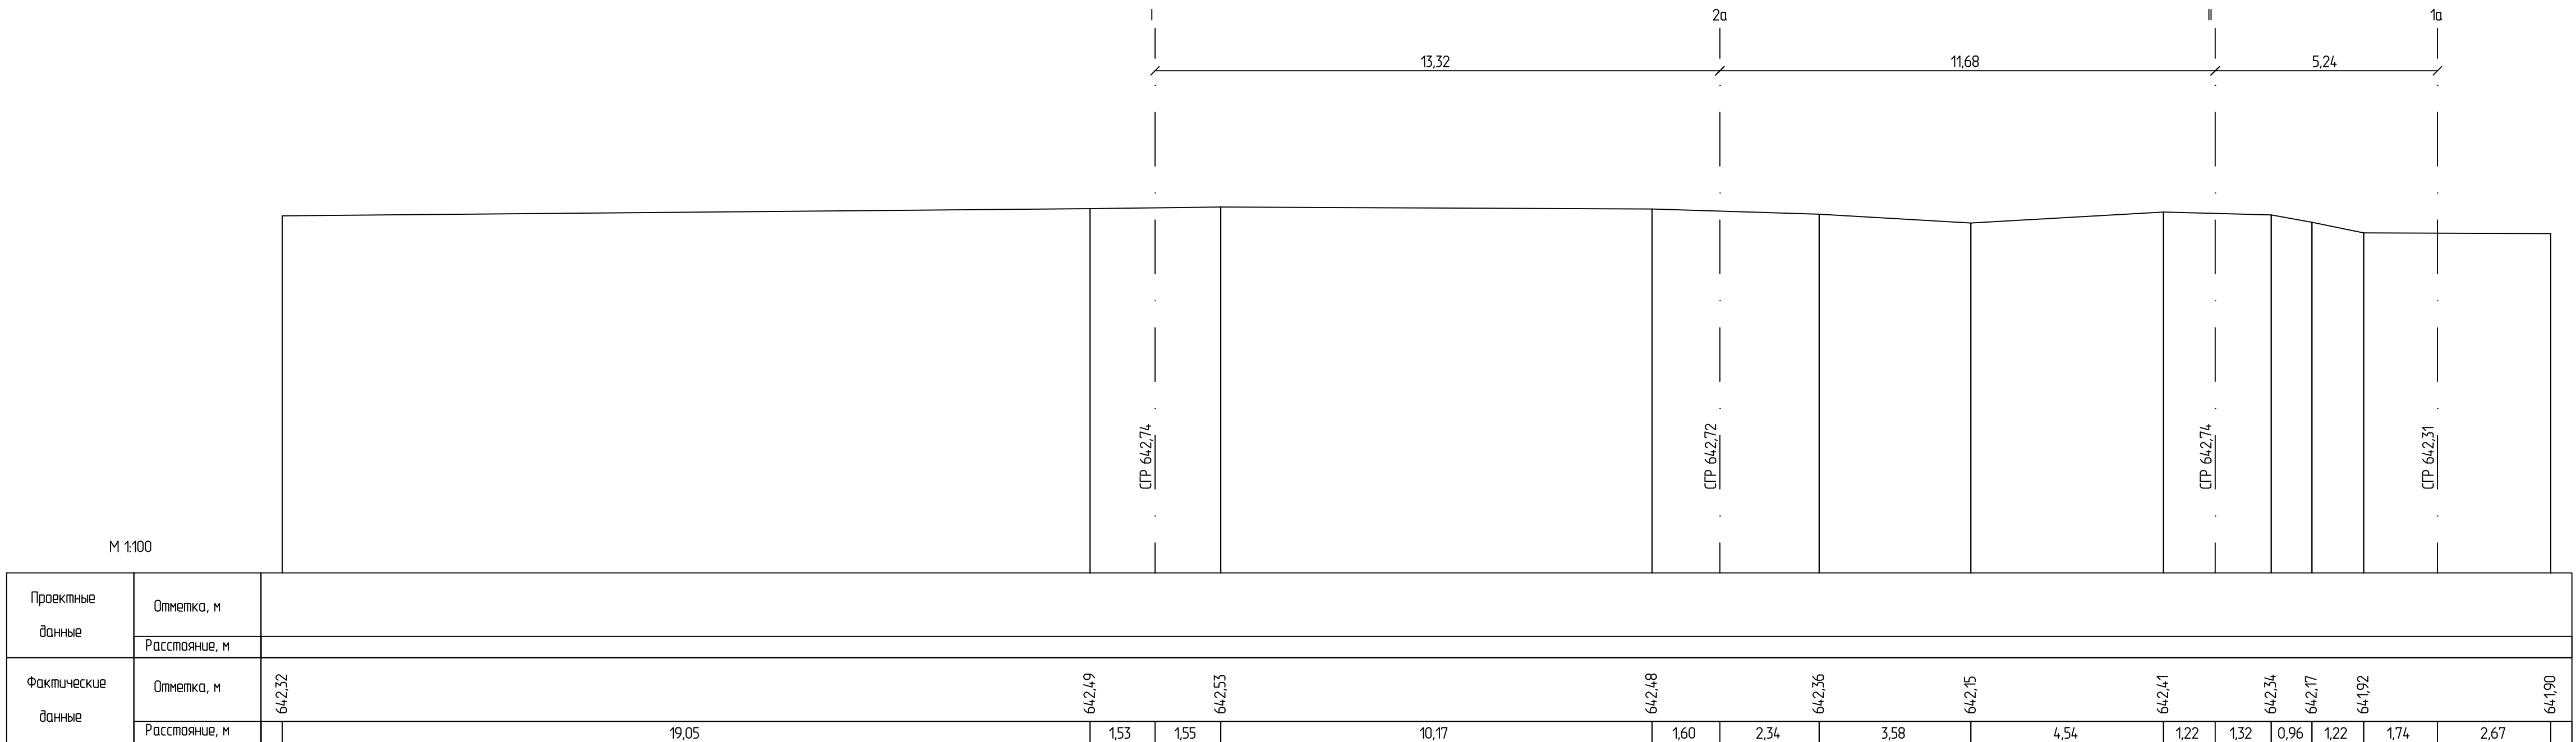 I 2а II 1а
13,32 11,68 5,24
СГР 642,74 СГР 642,72 СГР 642,74 СГР 642,31
М 1:100
Проектные
данные
Отметка, м
Расстояние, м
Фактические
данные
Отметка, м 642,32 642,49 642,53 642,48 642,36 642,15 642,41 642,34 642,17 641,92 641,90
Расстояние, м 19,05 1,53 1,55 10,17 1,60 2,34 3,58 4,54 1,22 1,32 0,96 1,22 1,74 2,67